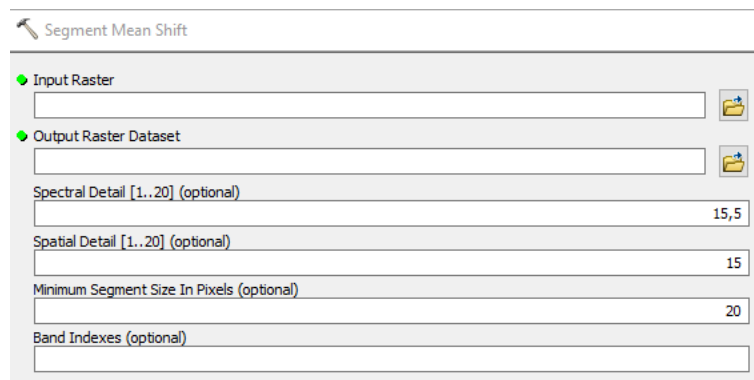 Segment Mean Shift
Input Raster
Output Raster Dataset
Spectral Detail [1..20] (optional)
15,5
Spatial Detail [1..20] (optional)
15
Minimum Segment Size In Pixels (optional)
20
Band Indexes (optional)